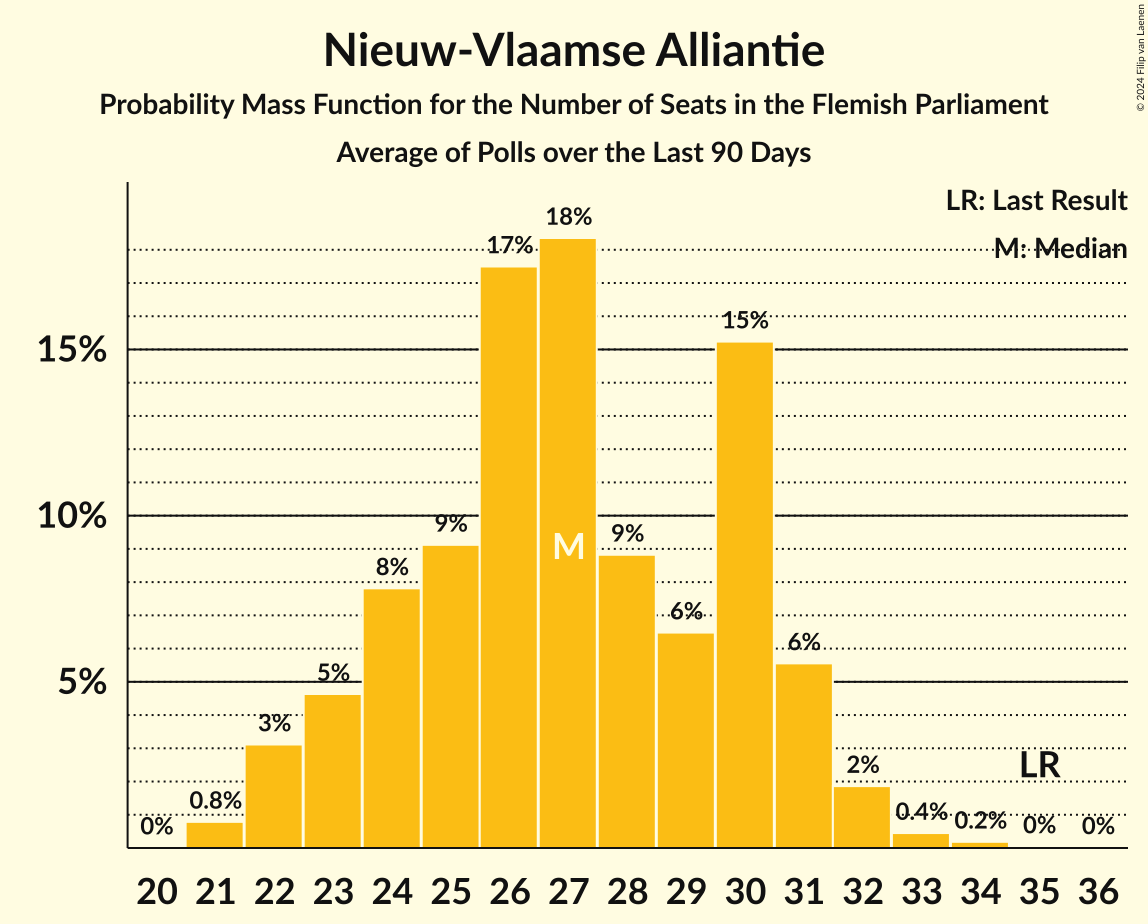 Nieuw-Vlaamse Alliantie
Probability Mass Function for the Number of Seats in the Flemish Parliament
Average of Polls over the Last 90 Days
© 2024 Filip van Laenen
LR: Last Result
M: Median
15%
10%
5%
0%
0.8%
3%
5%
8%
9%
17%
18%
9%
6%
15%
6%
2%
0.4%
0.2%
0%
0%
M
LR
20 21 22 23 24 25 26 27 28 29 30 31 32 33 34 35 36